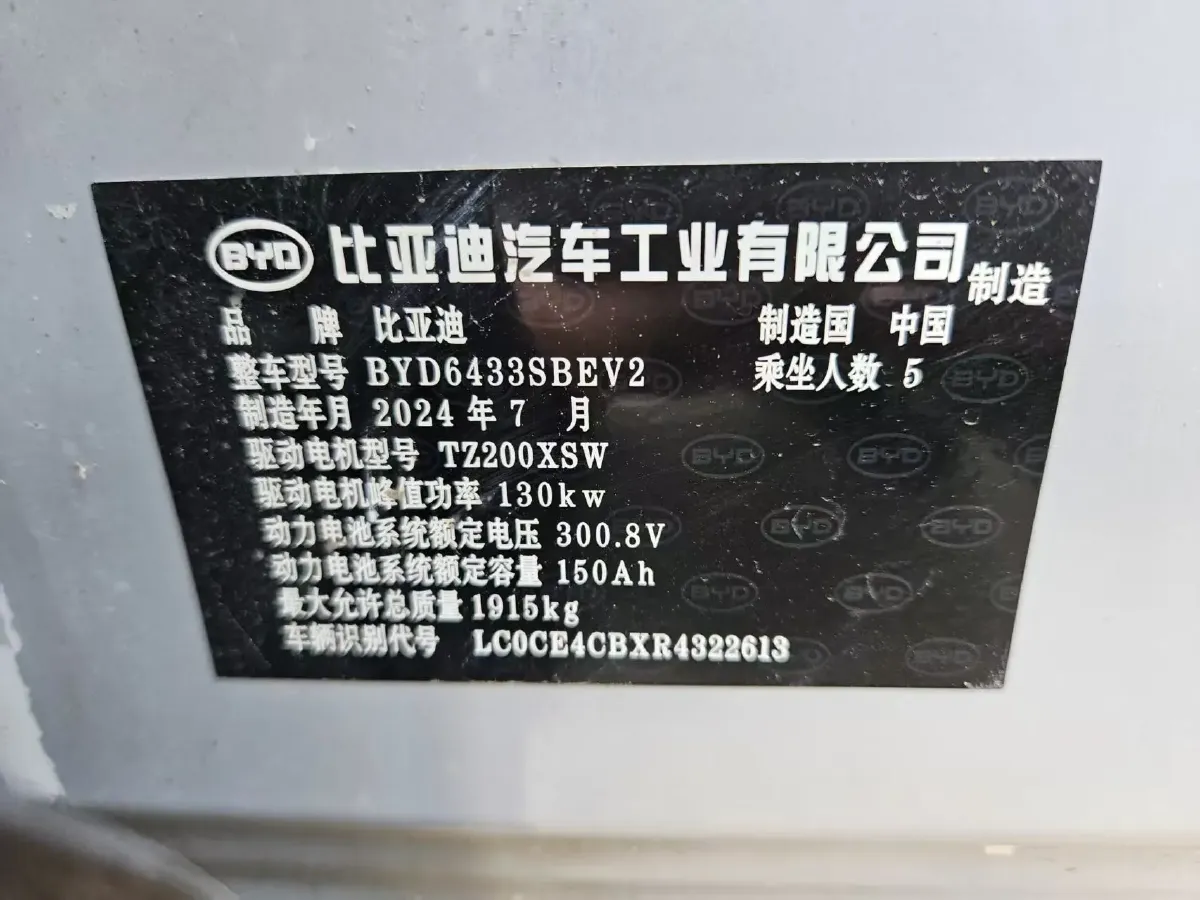 BYD 比亚迪汽车工业有限公司 制造
品 牌 比亚迪 制造国 中国
整车型号 BYD6433SBEV2 乘坐人数 5
制造年月 2024 年 7 月
驱动电机型号 TZ200XSW
驱动电机峰值功率 130kw
动力电池系统额定电压 300.8V
动力电池系统额定容量 150Ah
最大允许总质量 1915kg
车辆识别代号 LC0CE4CBXR4322613